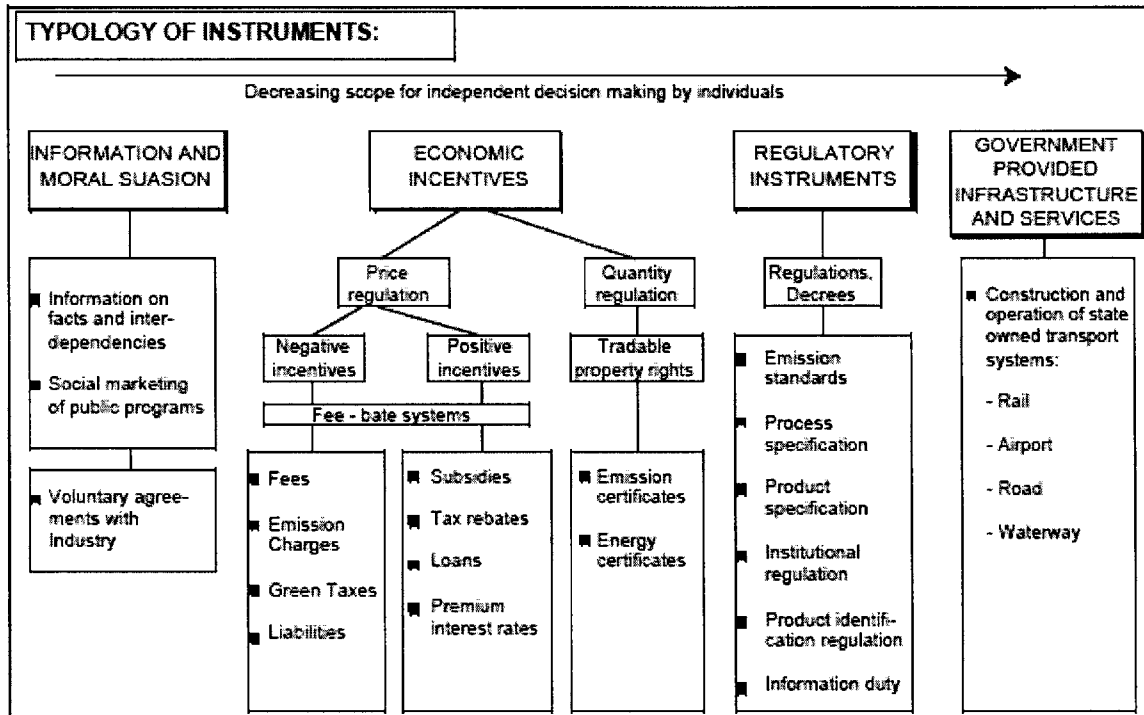 TYPOLOGY OF INSTRUMENTS:
Decreasing scope for independent decision making by individuals
INFORMATION AND
MORAL SUASION
ECONOMIC
INCENTIVES
REGULATORY
INSTRUMENTS
GOVERNMENT
PROVIDED
INFRASTRUCTURE
AND SERVICES
Information on
facts and inter-
dependencies
Social marketing
of public programs
Voluntary agree-
ments with
Industry
Price
regulation
Quantity
regulation
Negative
incentives
Positive
incentives
Tradable
property rights
Fee - bate systems
Fees
Emission
Charges
Green Taxes
Liabilities
Subsidies
Tax rebates
Loans
Premium
interest rates
Emission
certificates
Energy
certificates
Regulations,
Decrees
Emission
standards
Process
specification
Product
specification
Institutional
regulation
Product identifi-
cation regulation
Information duty
Construction and
operation of state
owned transport
systems:
- Rail
- Airport
- Road
- Waterway